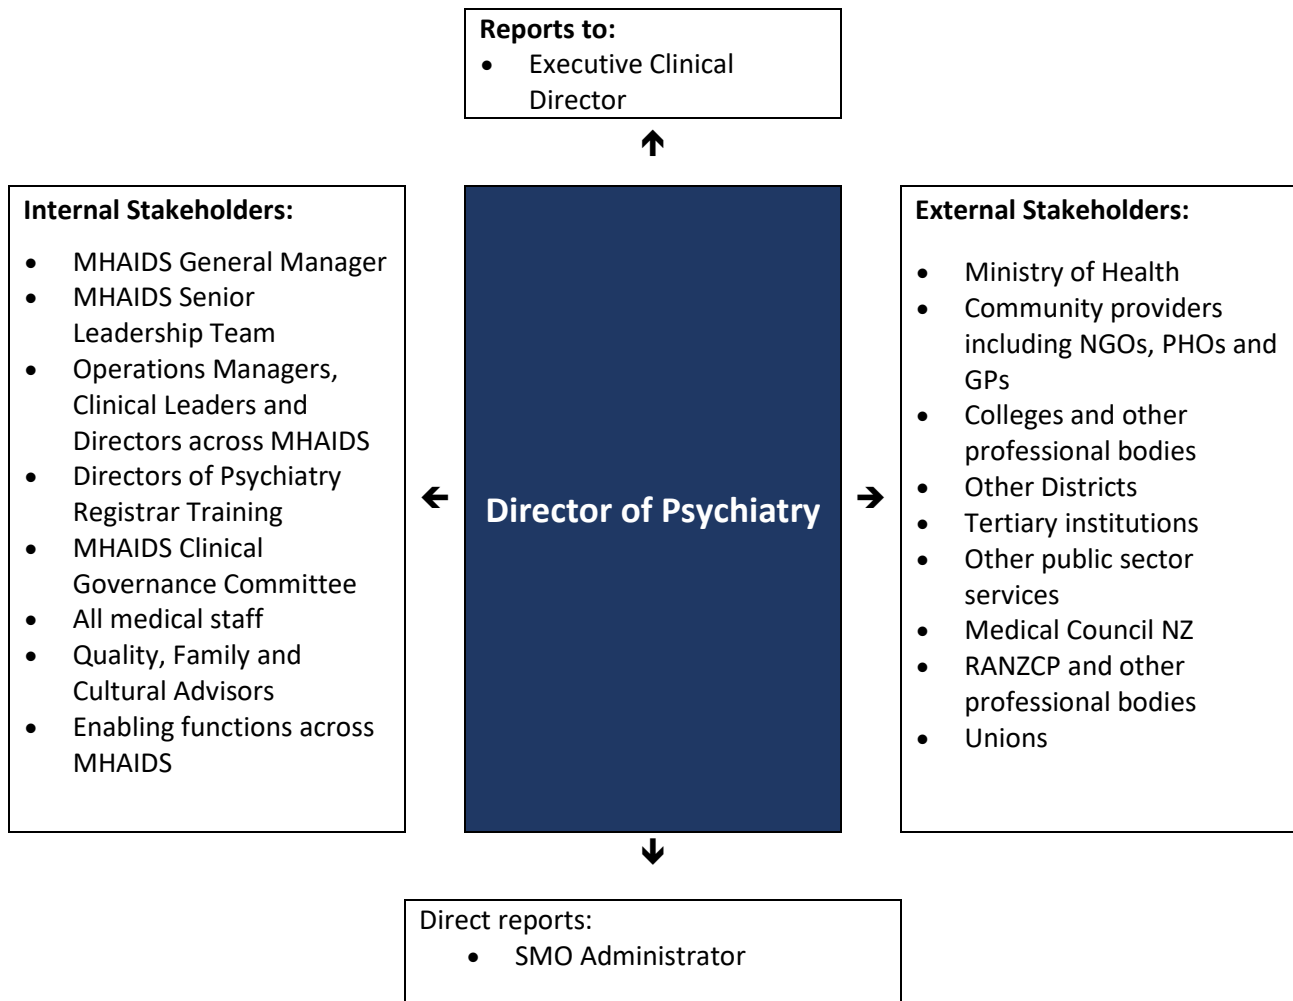 Reports to:
• Executive Clinical
Director
Internal Stakeholders:
• MHAIDS General Manager
• MHAIDS Senior
Leadership Team
• Operations Managers,
Clinical Leaders and
Directors across MHAIDS
• Directors of Psychiatry
Registrar Training
• MHAIDS Clinical
Governance Committee
• All medical staff
• Quality, Family and
Cultural Advisors
• Enabling functions across
MHAIDS
Director of Psychiatry
External Stakeholders:
• Ministry of Health
• Community providers
including NGOs, PHOs and
GPs
• Colleges and other
professional bodies
• Other Districts
• Tertiary institutions
• Other public sector
services
• Medical Council NZ
• RANZCP and other
professional bodies
• Unions
Direct reports:
• SMO Administrator